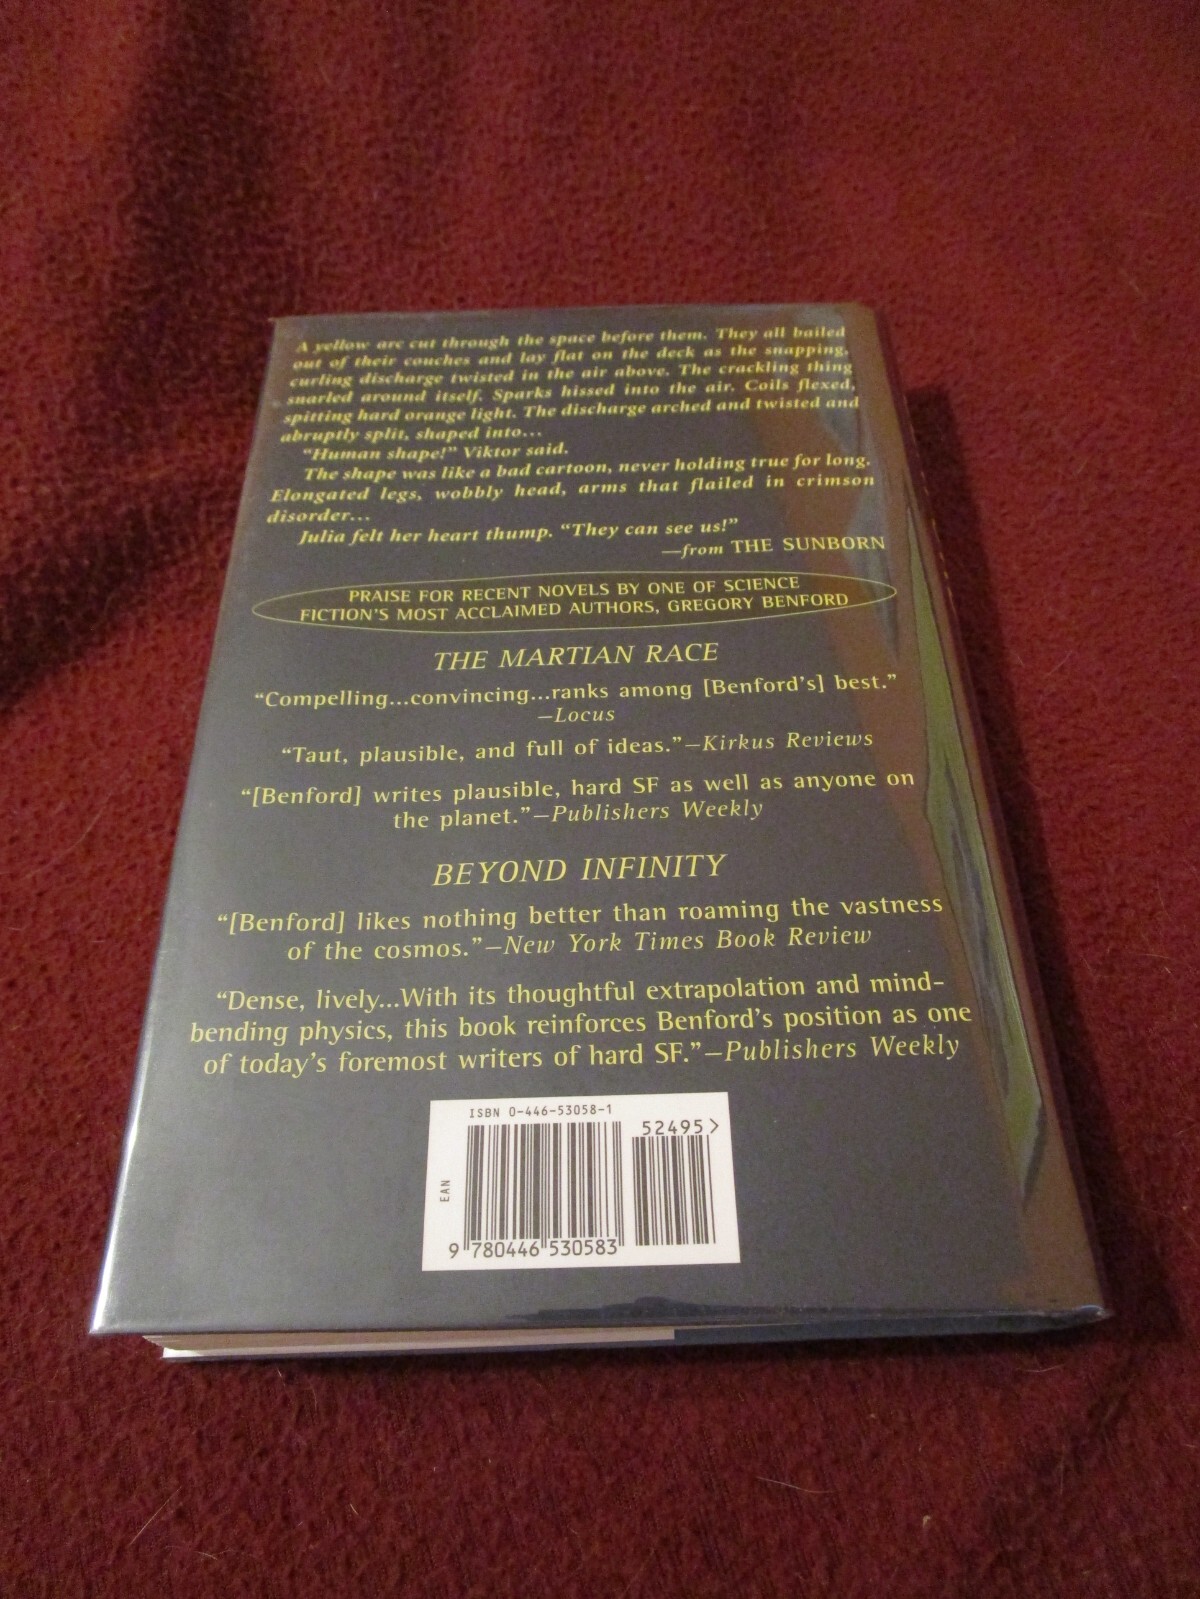 A yellow arc cut through the space before them. They all bailed
out of their couches and lay flat on the deck as the snapping,
curling discharge twisted in the air above. The crackling thing
snarled around itself. Sparks hissed into the air. Coils flexed,
spitting hard orange light. The discharge arched and twisted and
abruptly split, shaped into...
“Human shape!” Viktor said.
The shape was like a bad cartoon, never holding true for long.
Elongated legs, wobbly head, arms that flailed in crimson
disorder...
Julia felt her heart thump. “They can see us!”
—from THE SUNBORN
PRAISE FOR RECENT NOVELS BY ONE OF SCIENCE
FICTION'S MOST ACCLAIMED AUTHORS, GREGORY BENFORD
THE MARTIAN RACE
“Compelling...convincing...ranks among [Benford's] best.”
—Locus
“Taut, plausible, and full of ideas.”—Kirkus Reviews
“[Benford] writes plausible, hard SF as well as anyone on
the planet.”—Publishers Weekly
BEYOND INFINITY
“[Benford] likes nothing better than roaming the vastness
of the cosmos.”—New York Times Book Review
“Dense, lively...With its thoughtful extrapolation and mind-
bending physics, this book reinforces Benford's position as one
of today's foremost writers of hard SF.”—Publishers Weekly
ISBN 0-446-53058-1
52495>
EAN
9 780446 530583